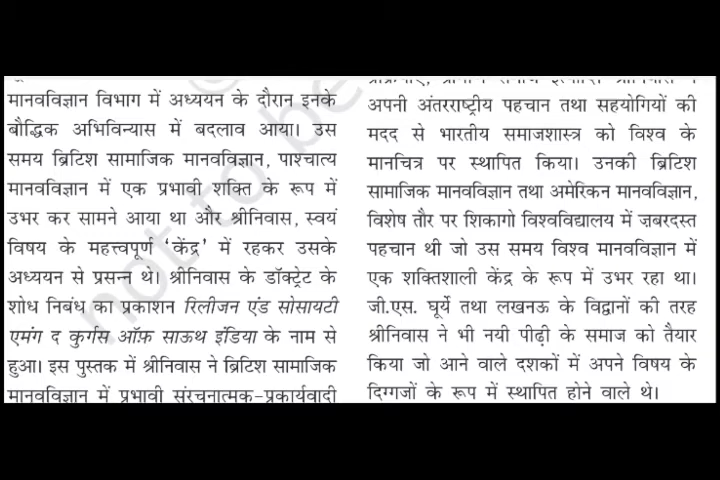 मानवविज्ञान विभाग में अध्ययन के दौरान इनके
बौद्धिक अभिविन्यास में बदलाव आया। उस
समय ब्रिटिश सामाजिक मानवविज्ञान, पाश्चात्य
मानवविज्ञान में एक प्रभावी शक्ति के रूप में
उभर कर सामने आया था और श्रीनिवास, स्वयं
विषय के महत्त्वपूर्ण ‘केंद्र’ में रहकर उसके
अध्ययन से प्रसन्न थे। श्रीनिवास के डॉक्ट्रेट के
शोध निबंध का प्रकाशन रिलीजन एंड सोसायटी
एमंग द कुर्गस ऑफ़ साऊथ इंडिया के नाम से
हुआ। इस पुस्तक में श्रीनिवास ने ब्रिटिश सामाजिक
मानवविज्ञान में प्रभावी संरचनात्मक-प्रकार्यवादी
अपनी अंतरराष्ट्रीय पहचान तथा सहयोगियों की
मदद से भारतीय समाजशास्त्र को विश्व के
मानचित्र पर स्थापित किया। उनकी ब्रिटिश
सामाजिक मानवविज्ञान तथा अमेरिकन मानवविज्ञान,
विशेष तौर पर शिकागो विश्वविद्यालय में ज़बरदस्त
पहचान थी जो उस समय विश्व मानवविज्ञान में
एक शक्तिशाली केंद्र के रूप में उभर रहा था।
जी.एस. घूर्ये तथा लखनऊ के विद्वानों की तरह
श्रीनिवास ने भी नयी पीढ़ी के समाज को तैयार
किया जो आने वाले दशकों में अपने विषय के
दिग्गजों के रूप में स्थापित होने वाले थे।
not to be